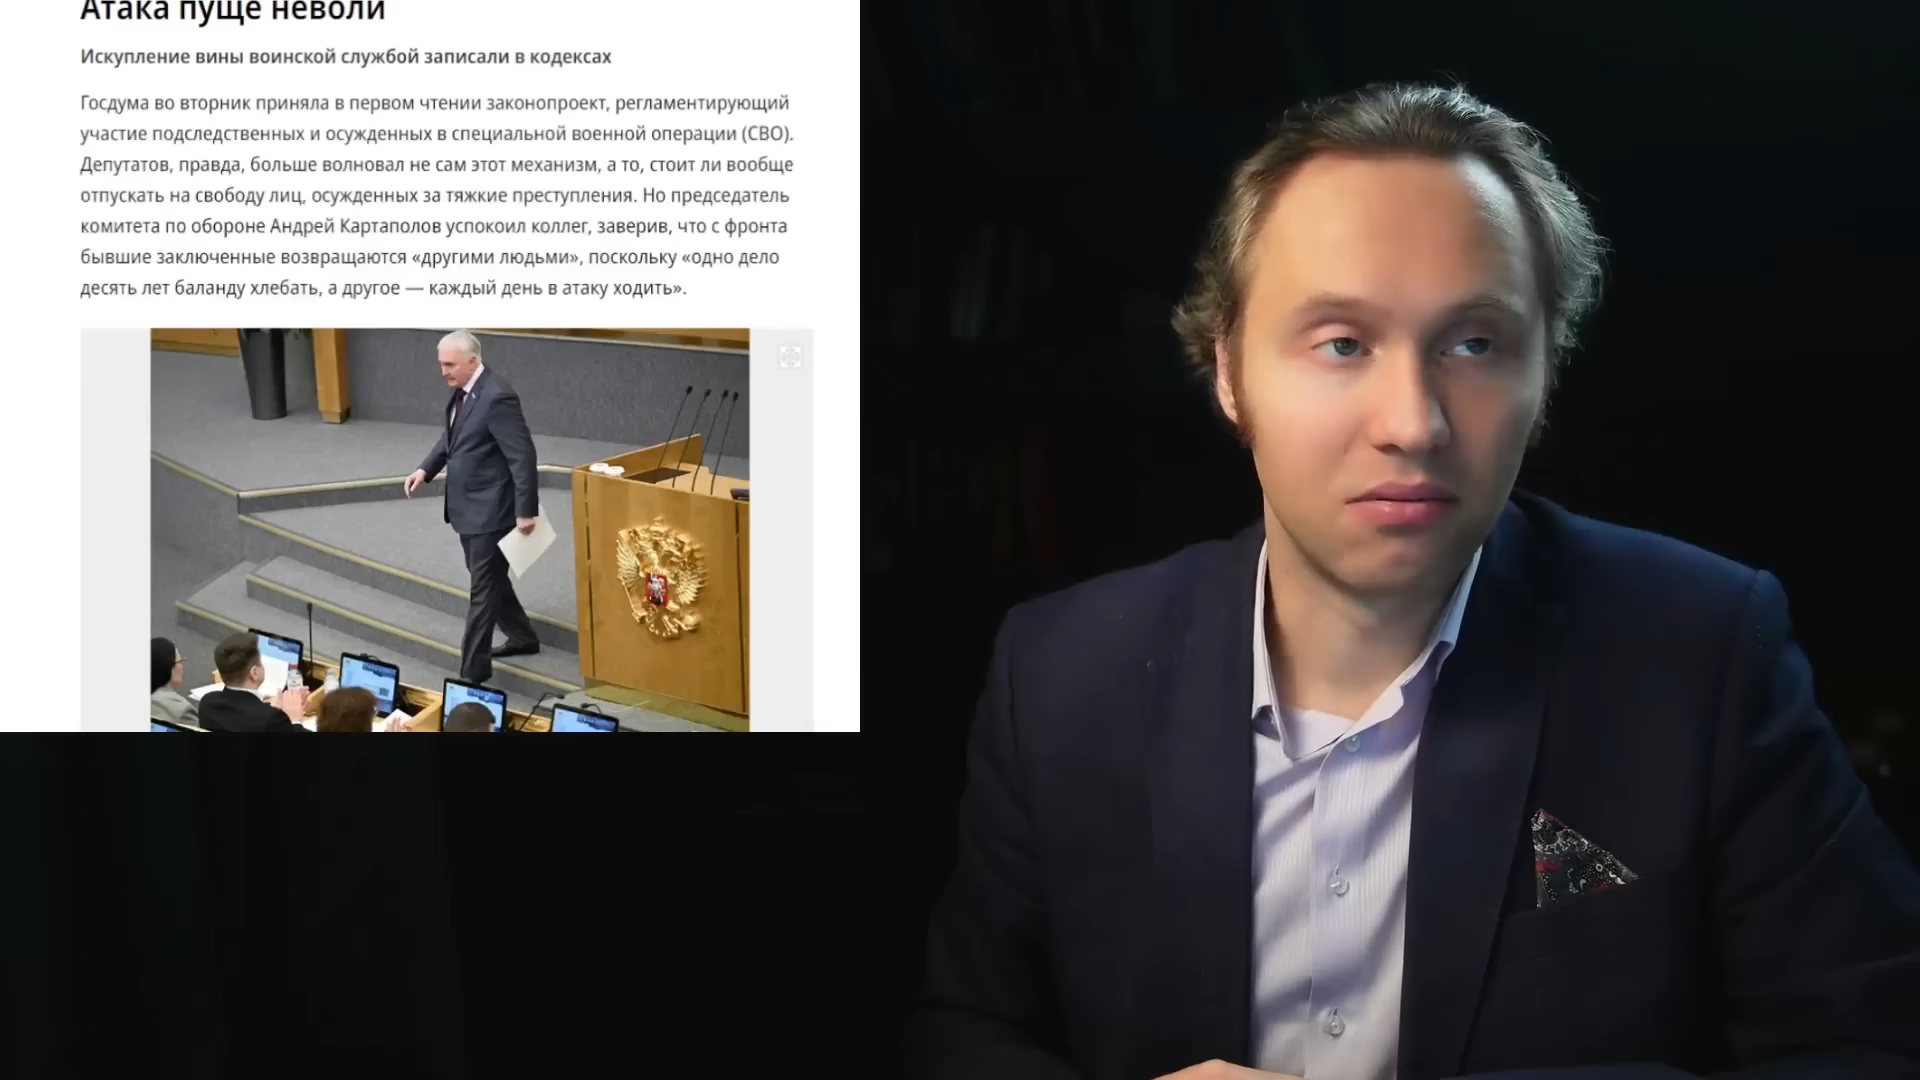 Атака пуще неволи
Искупление вины воинской службой записали в кодексах
Госдума во вторник приняла в первом чтении законопроект, регламентирующий
участие подследственных и осужденных в специальной военной операции (СВО).
Депутатов, правда, больше волновал не сам этот механизм, а то, стоит ли вообще
отпускать на свободу лиц, осужденных за тяжкие преступления. Но председатель
комитета по обороне Андрей Картаполов успокоил коллег, заверив, что с фронта
бывшие заключенные возвращаются «другими людьми», поскольку «одно дело
десять лет баланду хлебать, а другое — каждый день в атаку ходить».